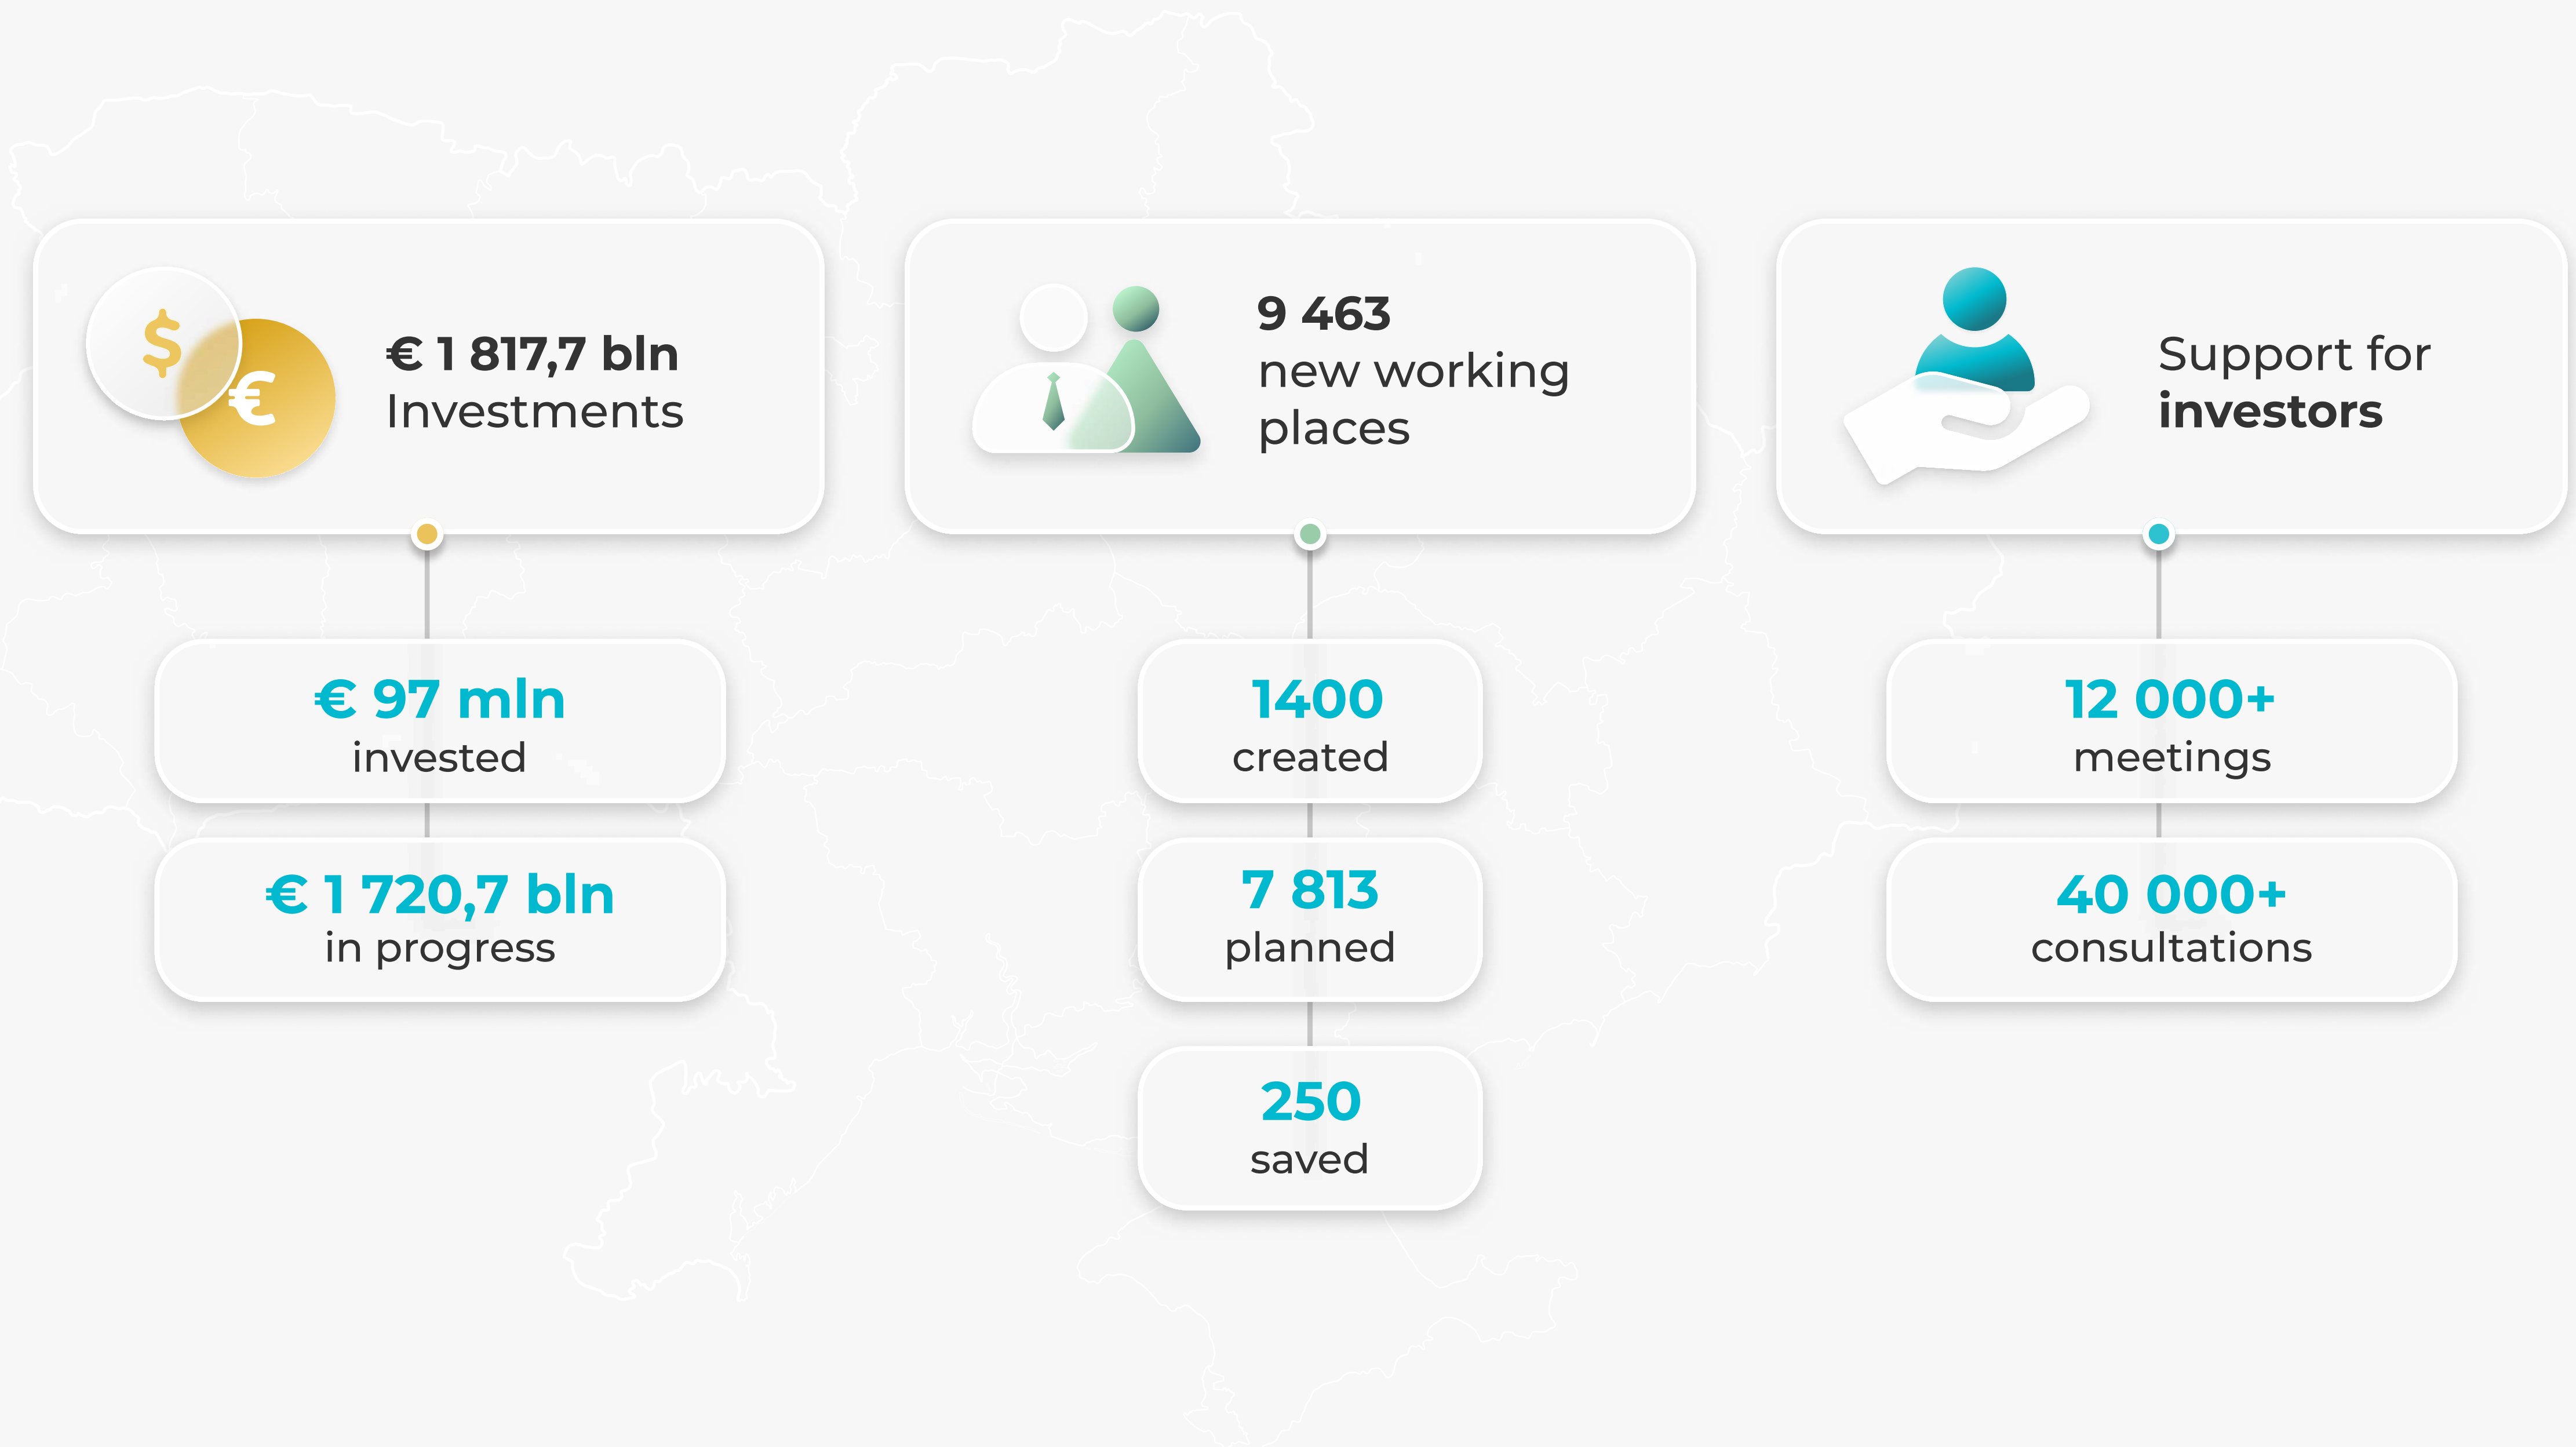 € 1 817,7 bln
Investments
€ 97 mln
invested
€ 1 720,7 bln
in progress
9 463
new working
places
1400
created
7 813
planned
250
saved
Support for
investors
12 000+
meetings
40 000+
consultations